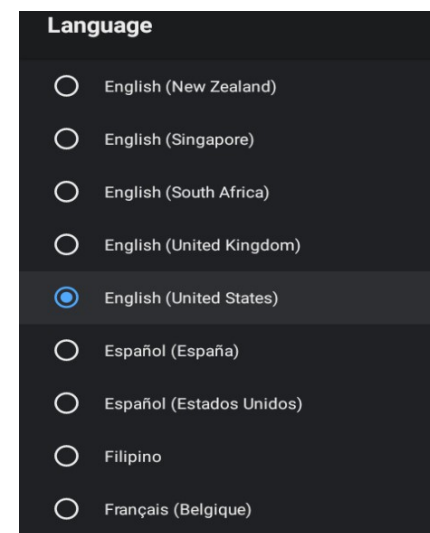 Language
English (New Zealand)
English (Singapore)
English (South Africa)
English (United Kingdom)
English (United States)
Español (España)
Español (Estados Unidos)
Filipino
Français (Belgique)